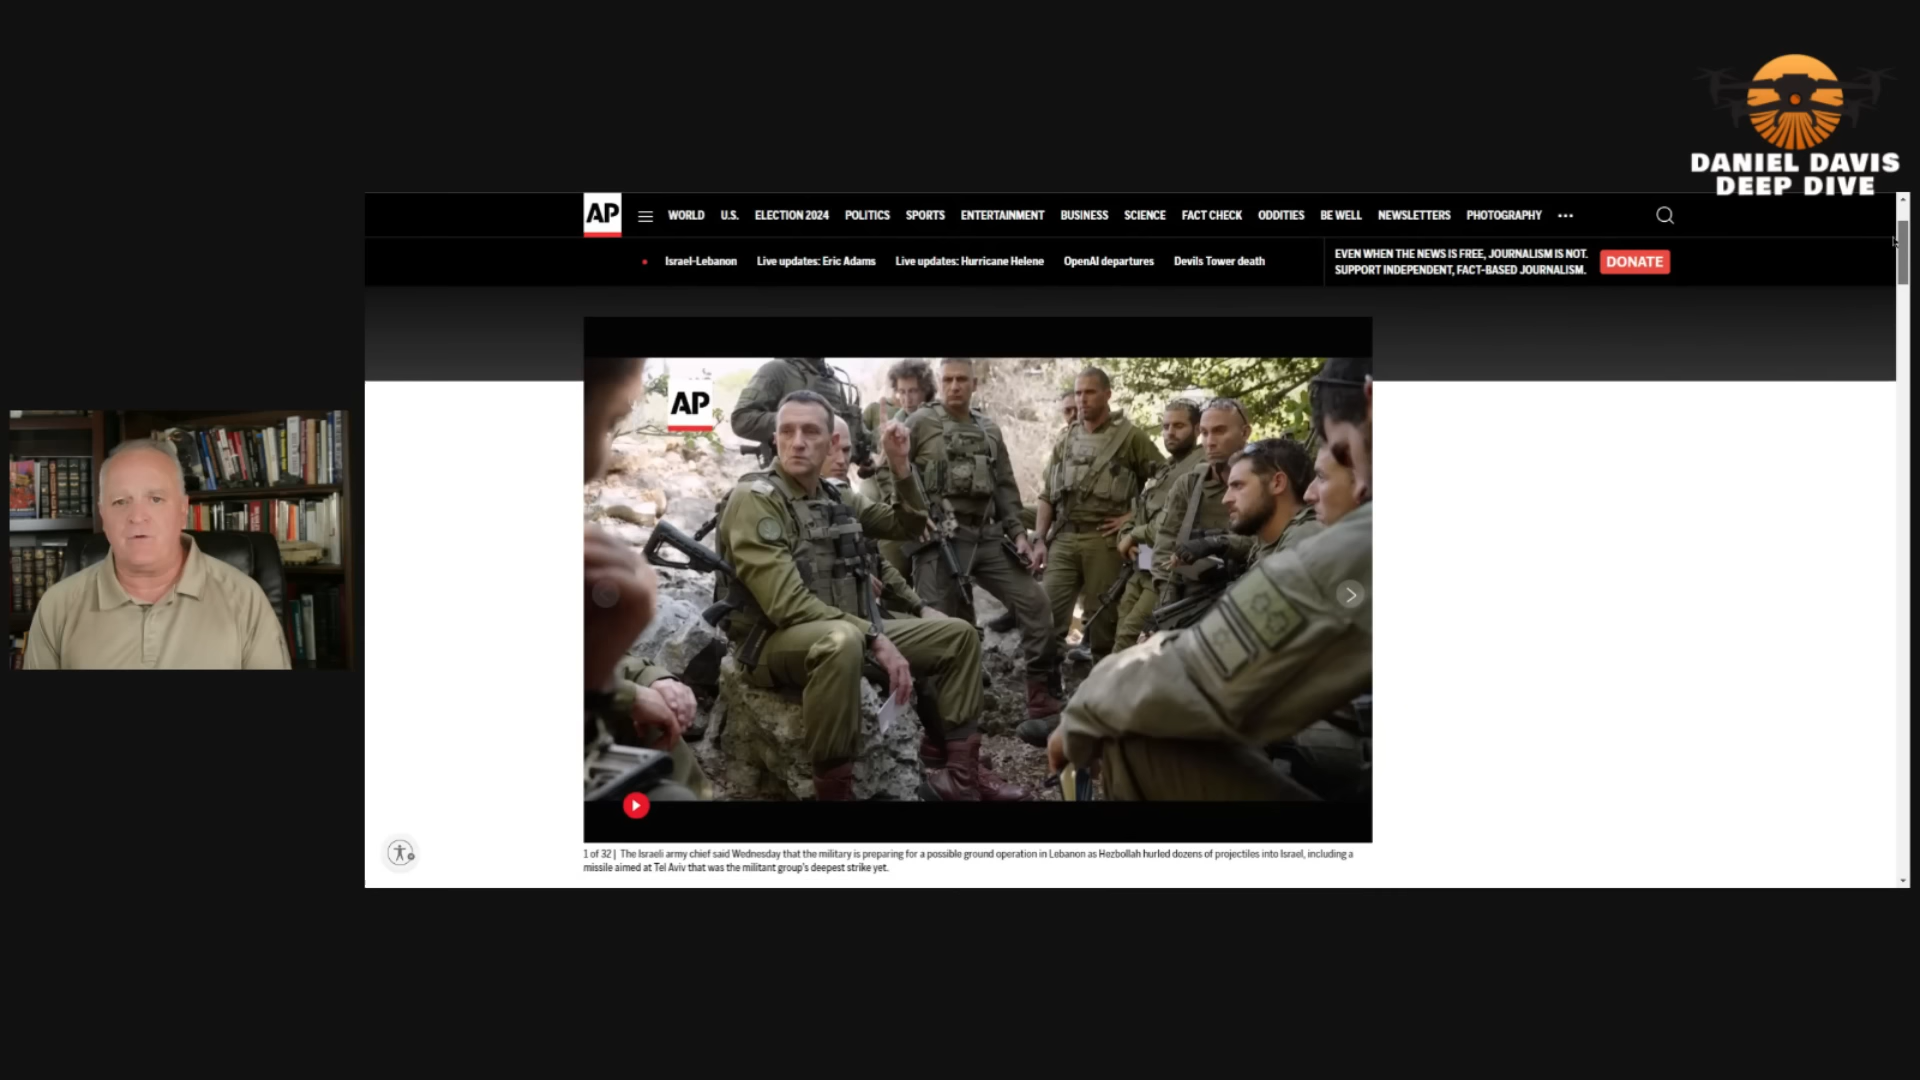 DANIEL DAVIS
DEEP DIVE
AP
WORLD U.S. ELECTION 2024 POLITICS SPORTS ENTERTAINMENT BUSINESS SCIENCE FACT CHECK ODDITIES BE WELL NEWSLETTERS PHOTOGRAPHY
Israel-Lebanon Live updates: Eric Adams Live updates: Hurricane Helene OpenAI departures Devils Tower death
EVEN WHEN THE NEWS IS FREE, JOURNALISM IS NOT.
SUPPORT INDEPENDENT, FACT-BASED JOURNALISM.
DONATE
AP
1 of 32 | The Israeli army chief said Wednesday that the military is preparing for a possible ground operation in Lebanon as Hezbollah hurled dozens of projectiles into Israel, including a
missile aimed at Tel Aviv that was the militant group's deepest strike yet.